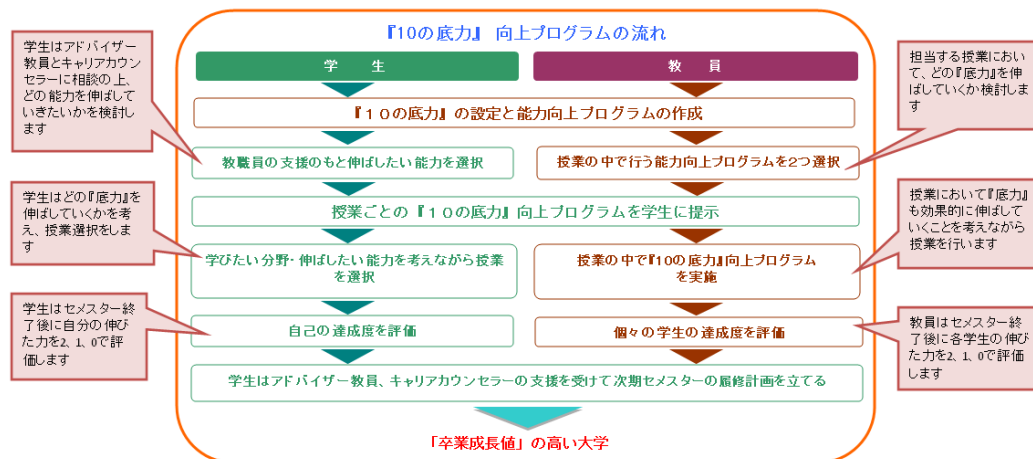 『10の底力』 向上プログラムの流れ
学生はアドバイザー
教員とキャリアカウン
セラーに相談の上、
どの能力を伸ばして
いきたいかを検討し
ます
学 生
教 員
担当する授業におい
て、どの『底力』を伸
ばしていくか検討しま
す
『１０の底力』の設定と能力向上プログラムの作成
教職員の支援のもと伸ばしたい能力を選択
授業の中で行う能力向上プログラムを2つ選択
学生はどの『底力』を
伸ばしていくかを考
え、授業選択をしま
す
授業ごとの『１０の底力』向上プログラムを学生に提示
授業において『底力』
も効果的に伸ばして
いくことを考えながら
授業を行います
学びたい分野・伸ばしたい能力を考えながら授業
を選択
授業の中で『10の底力』向上プログラム
を実施
学生はセメスター終
了後に自分の伸び
た力を2、1、0で評
価します
自己の達成度を評価
個々の学生の達成度を評価
教員はセメスター終
了後に各学生の伸び
た力を2、1、0で評価
します
学生はアドバイザー教員、キャリアカウンセラーの支援を受けて次期セメスターの履修計画を立てる
「卒業成長値」の高い大学